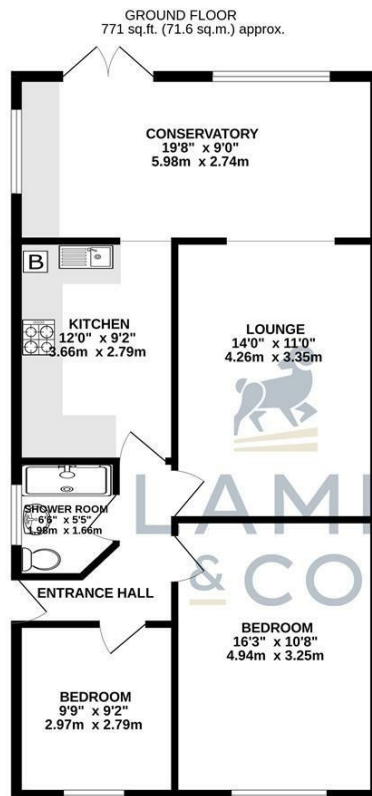 GROUND FLOOR
771 sq.ft. (71.6 sq.m.) approx.
CONSERVATORY
19'8" x 9'0"
5.98m x 2.74m
B
KITCHEN
12'0" x 9'2"
3.66m x 2.79m
LOUNGE
14'0" x 11'0"
4.26m x 3.35m
SHOWER ROOM
6'6" x 5'5"
1.98m x 1.66m
LAM
& CO
ENTRANCE HALL
BEDROOM
16'3" x 10'8"
4.94m x 3.25m
BEDROOM
9'9" x 9'2"
2.97m x 2.79m